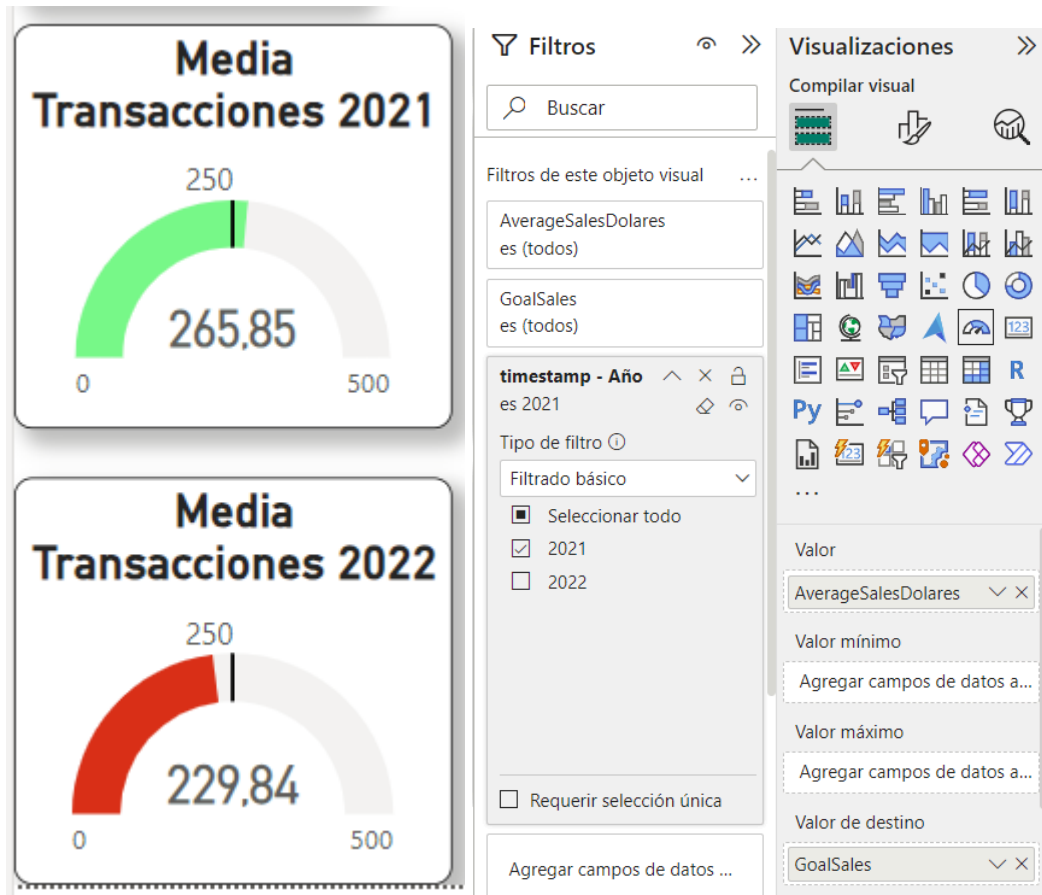 Media
Transacciones 2021
250
265,85
0
500
Media
Transacciones 2022
250
229,84
0
500
Filtros
Buscar
Filtros de este objeto visual
...
AverageSalesDolares
es (todos)
GoalSales
es (todos)
timestamp - Año
es 2021
Tipo de filtro
Filtrado básico
Seleccionar todo
2021
2022
Requerir selección única
Agregar campos de datos ...
Visualizaciones
Compilar visual
123
R
Py
123
...
Valor
AverageSalesDolares
Valor mínimo
Agregar campos de datos a...
Valor máximo
Agregar campos de datos a...
Valor de destino
GoalSales